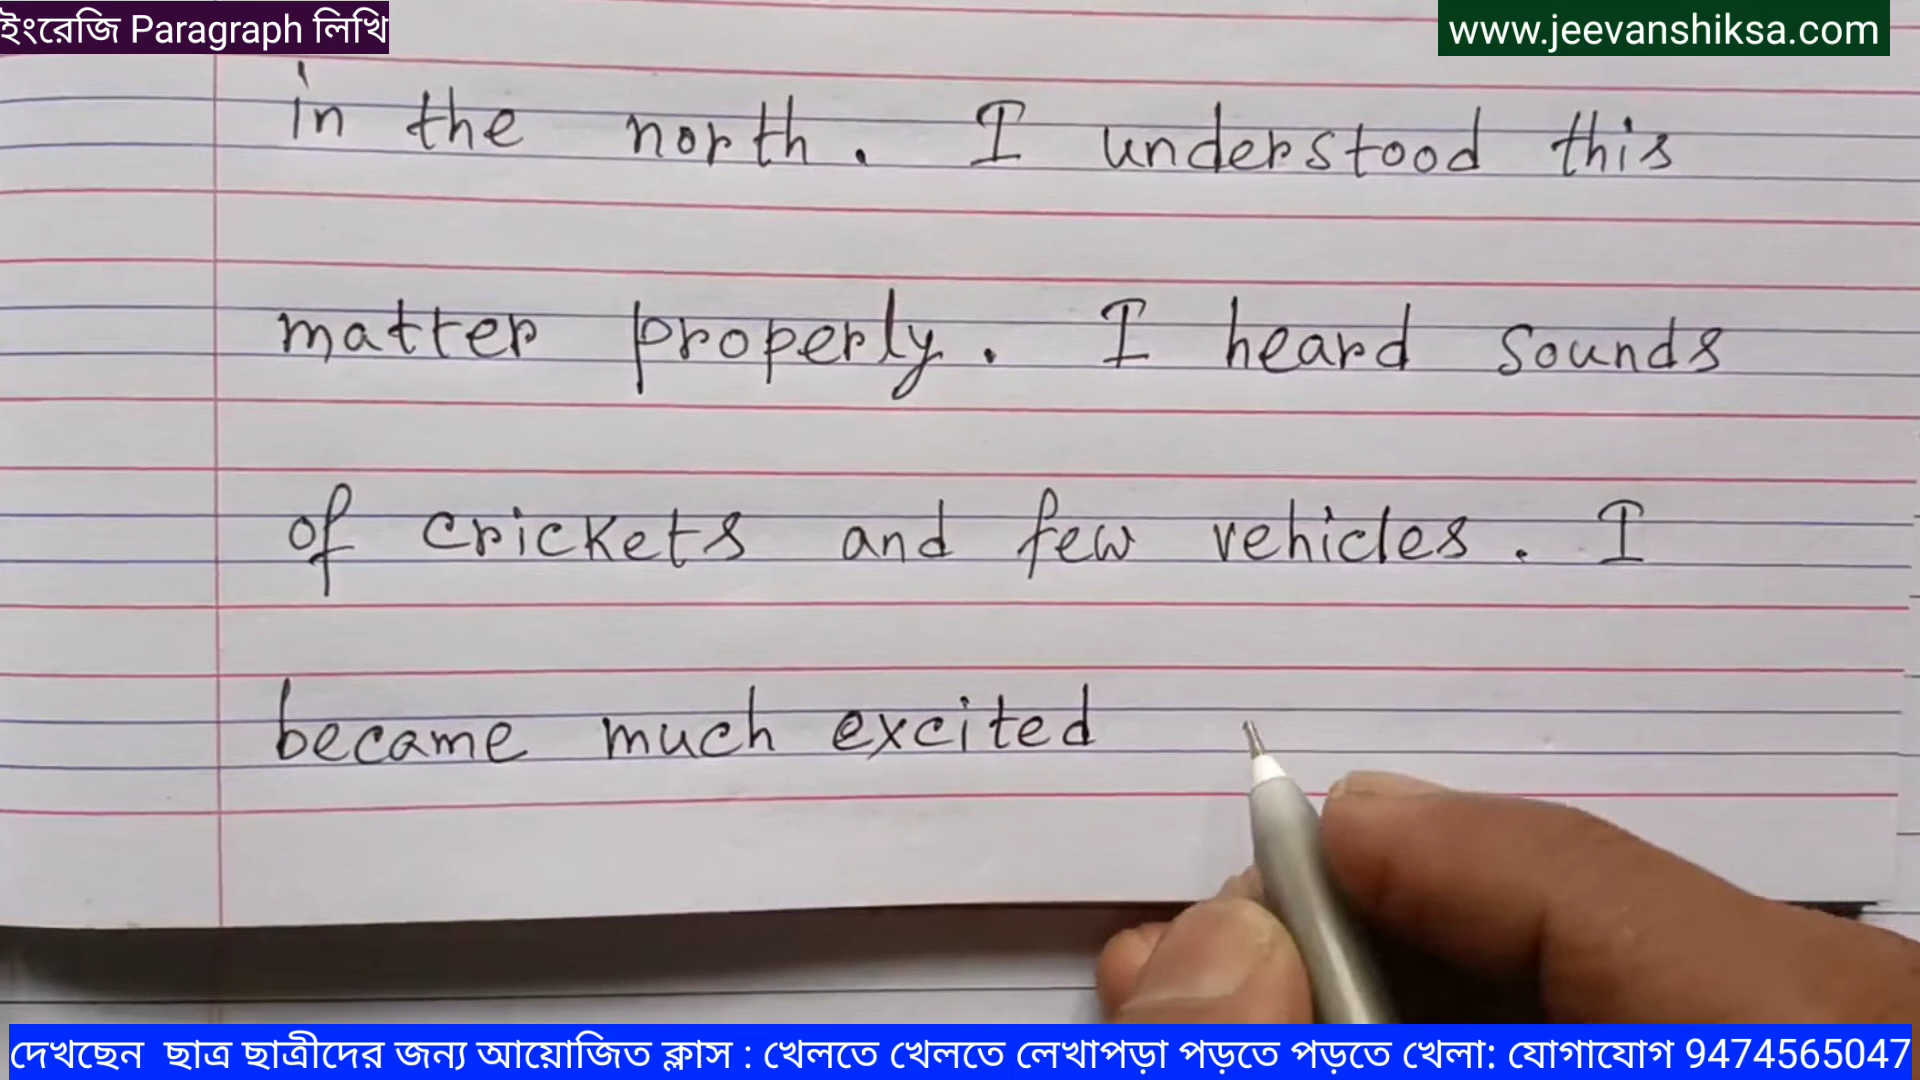 ইংরেজি Paragraph লিখি
www.jeevanshiksa.com
in the north. I understood this
matter properly. I heard sounds
of crickets and few vehicles. I
became much excited
দেখছেন ছাত্র ছাত্রীদের জন্য আয়োজিত ক্লাস : খেলতে খেলতে লেখাপড়া পড়তে পড়তে খেলা: যোগাযোগ 9474565047